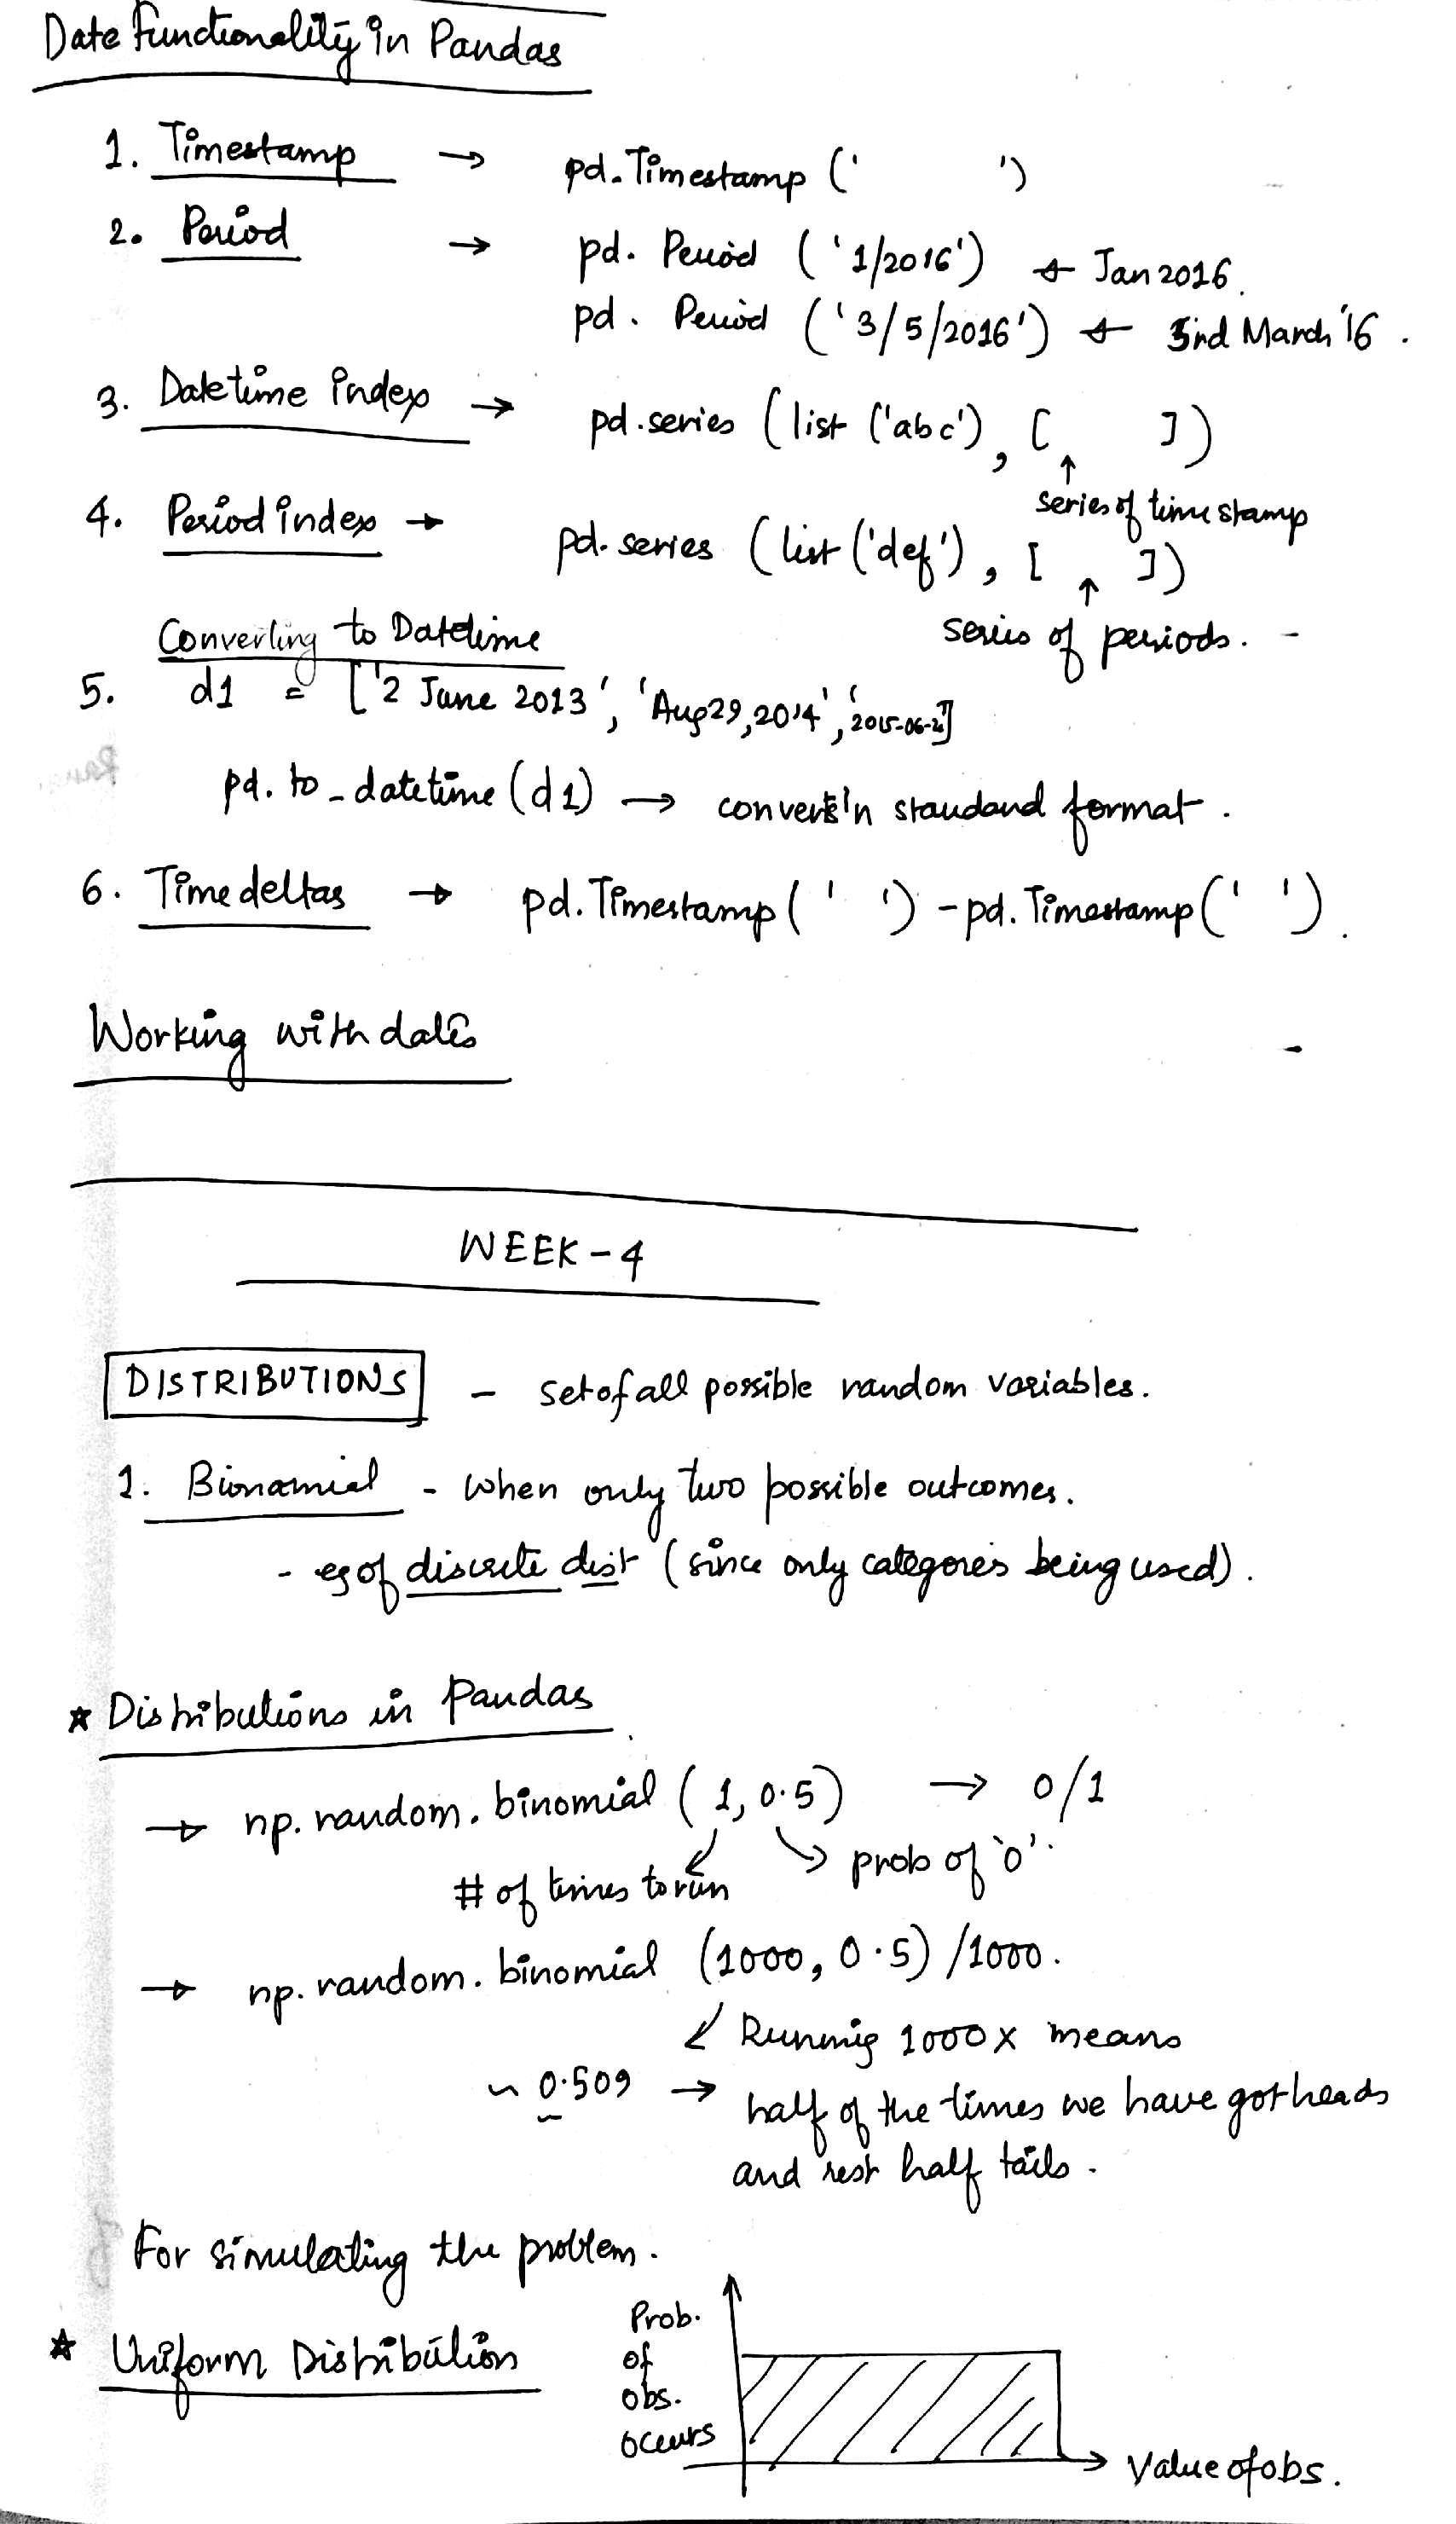 Date Functionality in Pandas
1. Timestamp → pd.Timestamp (' ')
2. Period → pd. Period ('1/2016') ← Jan 2016.
pd. Period ('3/5/2016') ← 3rd March '16.
3. Datetime index → pd.series (list ('abc'), [ ])
series of time stamp
4. Period index → pd.series (list ('def'), [ ])
series of periods.
Converting to Datetime
5. d1 = ['2 June 2013', 'Aug29,2014', '2015-06-2']
pd. to_datetime (d1) → converts in standard format.
6. Time deltas → pd.Timestamp(' ') - pd.Timestamp(' ').
Working with dates
WEEK - 4
DISTRIBUTIONS - set of all possible random variables.
1. Bionamial - When only two possible outcomes.
- eg of discrete dist (since only categories being used).
* Distributions in Pandas
→ np.random.binomial (1, 0.5) → 0/1
# of times to run prob of '0'.
→ np.random.binomial (1000, 0.5) /1000.
Running 1000x means
~ 0.509 → half of the times we have got heads
and rest half tails.
For simulating the problem.
* Uniform Distribution
Prob.
of
obs.
occurs
Value of obs.